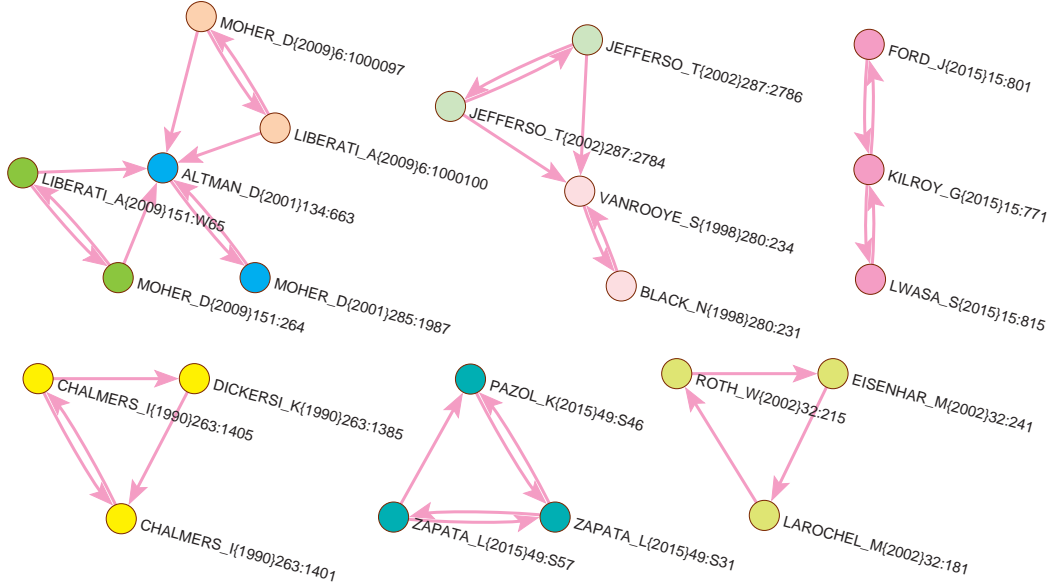 MOHER_D{2009}6:1000097
LIBERATI_A{2009}6:1000100
ALTMAN_D{2001}134:663
LIBERATI_A{2009}151:W65
MOHER_D{2009}151:264
MOHER_D{2001}285:1987
JEFFERSO_T{2002}287:2786
JEFFERSO_T{2002}287:2784
VANROOYE_S{1998}280:234
BLACK_N{1998}280:231
FORD_J{2015}15:801
KILROY_G{2015}15:771
LWASA_S{2015}15:815
CHALMERS_I{1990}263:1405
DICKERSI_K{1990}263:1385
CHALMERS_I{1990}263:1401
PAZOL_K{2015}49:S46
ZAPATA_L{2015}49:S57
ZAPATA_L{2015}49:S31
ROTH_W{2002}32:215
EISENHAR_M{2002}32:241
LAROCHEL_M{2002}32:181